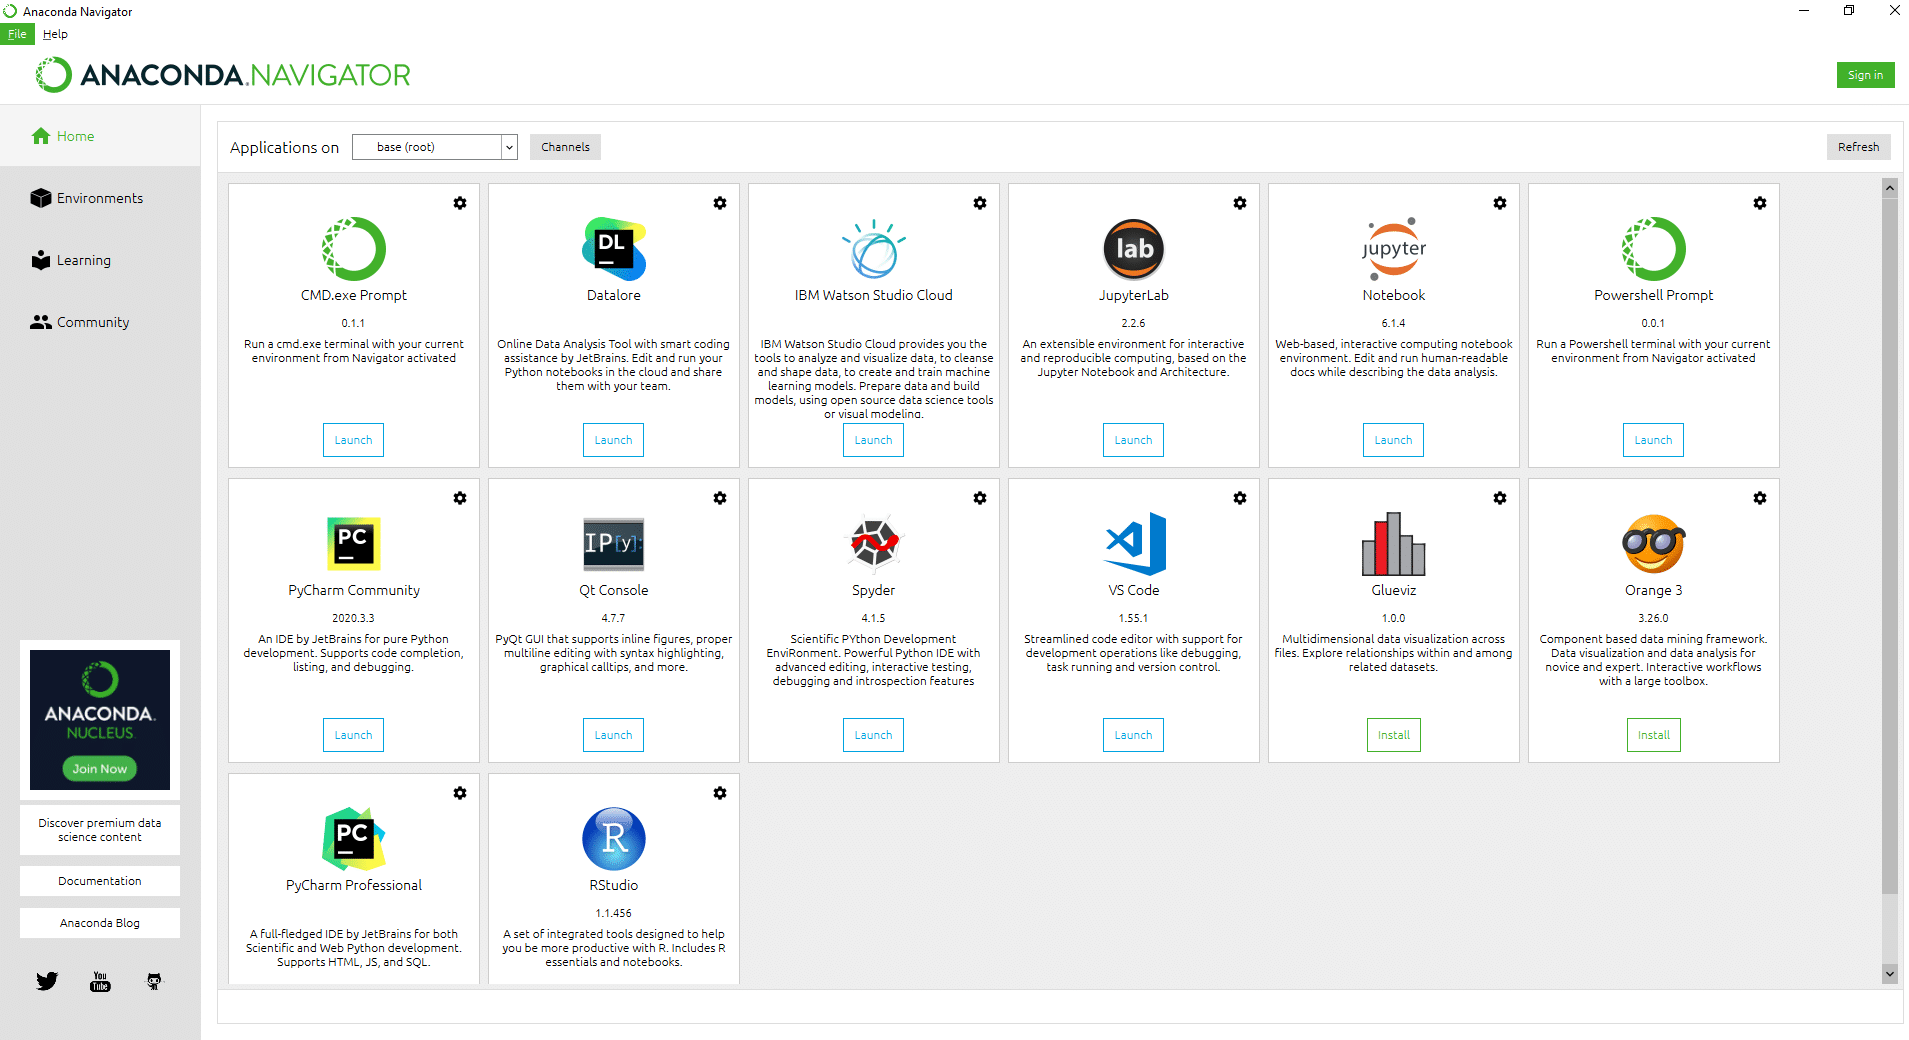 Anaconda Navigator
File Help
ANACONDA.NAVIGATOR
Sign in
Home
Environments
Learning
Community
ANACONDA.
NUCLEUS
Join Now
Discover premium data
science content
Documentation
Anaconda Blog
You
Tube
Applications on
base (root)
Channels
Refresh
CMD.exe Prompt
0.1.1
Run a cmd.exe terminal with your current
environment from Navigator activated
Launch
DL
Datalore
Online Data Analysis Tool with smart coding
assistance by JetBrains. Edit and run your
Python notebooks in the cloud and share
them with your team.
Launch
IBM Watson Studio Cloud
IBM Watson Studio Cloud provides you the
tools to analyze and visualize data, to cleanse
and shape data, to create and train machine
learning models. Prepare data and build
models, using open source data science tools
or visual modeling.
Launch
lab
JupyterLab
2.2.6
An extensible environment for interactive
and reproducible computing, based on the
Jupyter Notebook and Architecture.
Launch
jupyter
Notebook
6.1.4
Web-based, interactive computing notebook
environment. Edit and run human-readable
docs while describing the data analysis.
Launch
Powershell Prompt
0.0.1
Run a Powershell terminal with your current
environment from Navigator activated
Launch
PC
PyCharm Community
2020.3.3
An IDE by JetBrains for pure Python
development. Supports code completion,
listing, and debugging.
Launch
IP[y]:
Qt Console
4.7.7
PyQt GUI that supports inline figures, proper
multiline editing with syntax highlighting,
graphical calltips, and more.
Launch
Spyder
4.1.5
Scientific PYthon Development
EnviRonment. Powerful Python IDE with
advanced editing, interactive testing,
debugging and introspection features
Launch
VS Code
1.55.1
Streamlined code editor with support for
development operations like debugging,
task running and version control.
Launch
Glueviz
1.0.0
Multidimensional data visualization across
files. Explore relationships within and among
related datasets.
Install
Orange 3
3.26.0
Component based data mining framework.
Data visualization and data analysis for
novice and expert. Interactive workflows
with a large toolbox.
Install
PC
PyCharm Professional
A full-fledged IDE by JetBrains for both
Scientific and Web Python development.
Supports HTML, JS, and SQL.
R
RStudio
1.1.456
A set of integrated tools designed to help
you be more productive with R. Includes R
essentials and notebooks.